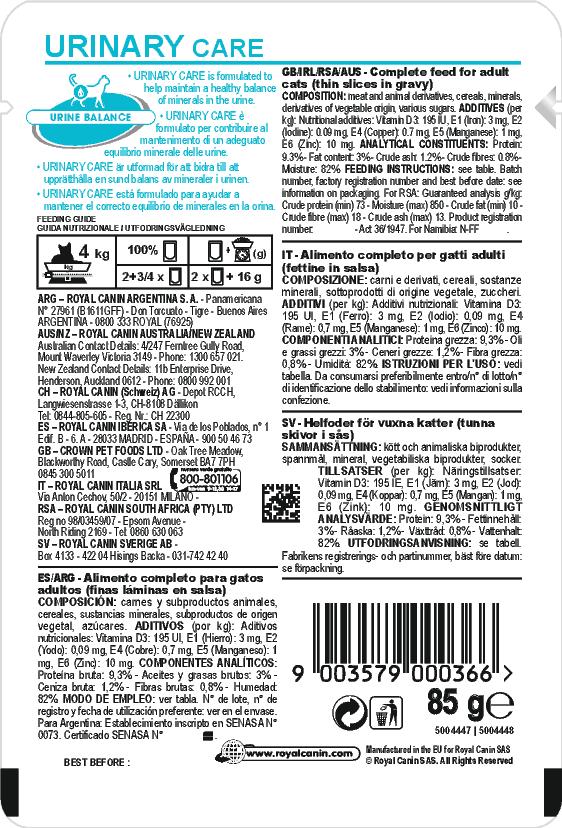 URINARY CARE
• URINARY CARE is formulated to
help maintain a healthy balance
of minerals in the urine.
• URINARY CARE è
formulato per contribuire al
mantenimento di un adeguato
equilibrio minerale delle urine.
URINE BALANCE
• URINARY CARE är utformad för att bidra till att
upprätthålla en sund balans av mineraler i urinen.
• URINARY CARE está formulado para ayudar a
mantener el correcto equilibrio de minerales en la orina.
FEEDING GUIDE
GUIDA NUTRIZIONALE / UTFODRINGSVÄGLEDNING
4 kg
kg
100%
+ (g)
2+3/4 x
2 x + 16 g
ARG – ROYAL CANIN ARGENTINA S. A. - Panamericana
N° 27961 (B1611GFF) - Don Torcuato - Tigre - Buenos Aires
ARGENTINA - 0800 333 ROYAL (76925)
AUS/NZ – ROYAL CANIN AUSTRALIA/NEW ZEALAND
Australian Contact Details: 4/247 Ferntree Gully Road,
Mount Waverley Victoria 3149 - Phone: 1300 657 021.
New Zealand Contact Details: 11b Enterprise Drive,
Henderson, Auckland 0612 - Phone: 0800 992 001
CH – ROYAL CANIN (Schweiz) AG - Depot RCCH,
Langwiesenstrasse 1-3, CH-8108 Dällikon
Tel: 0844-805-605 - Reg. Nr.: CH 22300
ES – ROYAL CANIN IBERICA SA - Vía de los Poblados, n° 1
Edif. B - 6. A - 28033 MADRID - ESPAÑA - 900 50 46 73
GB – CROWN PET FOODS LTD - Oak Tree Meadow,
Blackworthy Road, Castle Cary, Somerset BA7 7PH
0845 300 5011
IT – ROYAL CANIN ITALIA SRL
Via Anton Cechov, 50/2 - 20151 MILANO -
numero verde gratuito
800-801106
RSA – ROYAL CANIN SOUTH AFRICA (PTY) LTD
Reg no 98/03459/07 - Epsom Avenue -
North Riding 2169 - Tel: 0860 630 063
SV – ROYAL CANIN SVERIGE AB -
Box 4133 - 422 04 Hisings Backa - 031-742 42 40
ES/ARG - Alimento completo para gatos
adultos (finas láminas en salsa)
COMPOSICIÓN: carnes y subproductos animales,
cereales, sustancias minerales, subproductos de origen
vegetal, azúcares. ADITIVOS (por kg): Aditivos
nutricionales: Vitamina D3: 195 UI, E1 (Hierro): 3 mg, E2
(Yodo): 0,09 mg, E4 (Cobre): 0,7 mg, E5 (Manganeso): 1
mg, E6 (Zinc): 10 mg. COMPONENTES ANALÍTICOS:
Proteína bruta: 9,3% - Aceites y grasas brutos: 3% -
Ceniza bruta: 1,2% - Fibras brutas: 0,8% - Humedad:
82% MODO DE EMPLEO: ver tabla. N° de lote, n° de
registro y fecha de utilización preferente: ver en el envase.
Para Argentina: Establecimiento inscripto en SENASA N°
0073. Certificado SENASA N° .
BEST BEFORE :
GB/IRL/RSA/AUS - Complete feed for adult
cats (thin slices in gravy)
COMPOSITION: meat and animal derivatives, cereals, minerals,
derivatives of vegetable origin, various sugars. ADDITIVES (per
kg): Nutritional additives: Vitamin D3: 195 IU, E1 (Iron): 3 mg, E2
(Iodine): 0.09 mg, E4 (Copper): 0.7 mg, E5 (Manganese): 1 mg,
E6 (Zinc): 10 mg. ANALYTICAL CONSTITUENTS: Protein:
9.3% - Fat content: 3% - Crude ash: 1.2% - Crude fibres: 0.8% -
Moisture: 82% FEEDING INSTRUCTIONS: see table. Batch
number, factory registration number and best before date: see
information on packaging. For RSA: Guaranteed analysis g/kg:
Crude protein (min) 73 - Moisture (max) 850 - Crude fat (min) 10 -
Crude fibre (max) 18 - Crude ash (max) 13. Product registration
number: - Act 36/1947. For Namibia: N-FF .
IT - Alimento completo per gatti adulti
(fettine in salsa)
COMPOSIZIONE: carni e derivati, cereali, sostanze
minerali, sottoprodotti di origine vegetale, zuccheri.
ADDITIVI (per kg): Additivi nutrizionali: Vitamina D3:
195 UI, E1 (Ferro): 3 mg, E2 (Iodio): 0,09 mg, E4
(Rame): 0,7 mg, E5 (Manganese): 1 mg, E6 (Zinco): 10 mg.
COMPONENTI ANALITICI: Proteina grezza: 9,3% - Oli
e grassi grezzi: 3% - Ceneri grezze: 1,2% - Fibra grezza:
0,8% - Umidità: 82% ISTRUZIONI PER L'USO: vedi
tabella. Da consumarsi preferibilmente entro/n° di lotto/n°
di identificazione dello stabilimento: vedi informazioni sulla
confezione.
SV - Helfoder för vuxna katter (tunna
skivor i sås)
SAMMANSÄTTNING: kött och animaliska biprodukter,
spannmål, mineral, vegetabiliska biprodukter, socker.
TILLSATSER (per kg): Näringstillsatser:
Vitamin D3: 195 IE, E1 (Järn): 3 mg, E2 (Jod):
0,09 mg, E4 (Koppar): 0,7 mg, E5 (Mangan): 1 mg,
E6 (Zink): 10 mg. GENOMSNITTLIGT
ANALYSVÄRDE: Protein: 9,3% - Fettinnehåll:
3% - Råaska: 1,2% - Växttråd: 0,8% - Vattenhalt:
82% UTFODRINGSANVISNING: se tabell.
Fabrikens registrerings- och partinummer, bäst före datum:
se förpackning.
9 003579 000366 >
85 g e
5004447 | 5004448
www.royalcanin.com
Manufactured in the EU for Royal Canin SAS
© Royal Canin SAS. All Rights Reserved